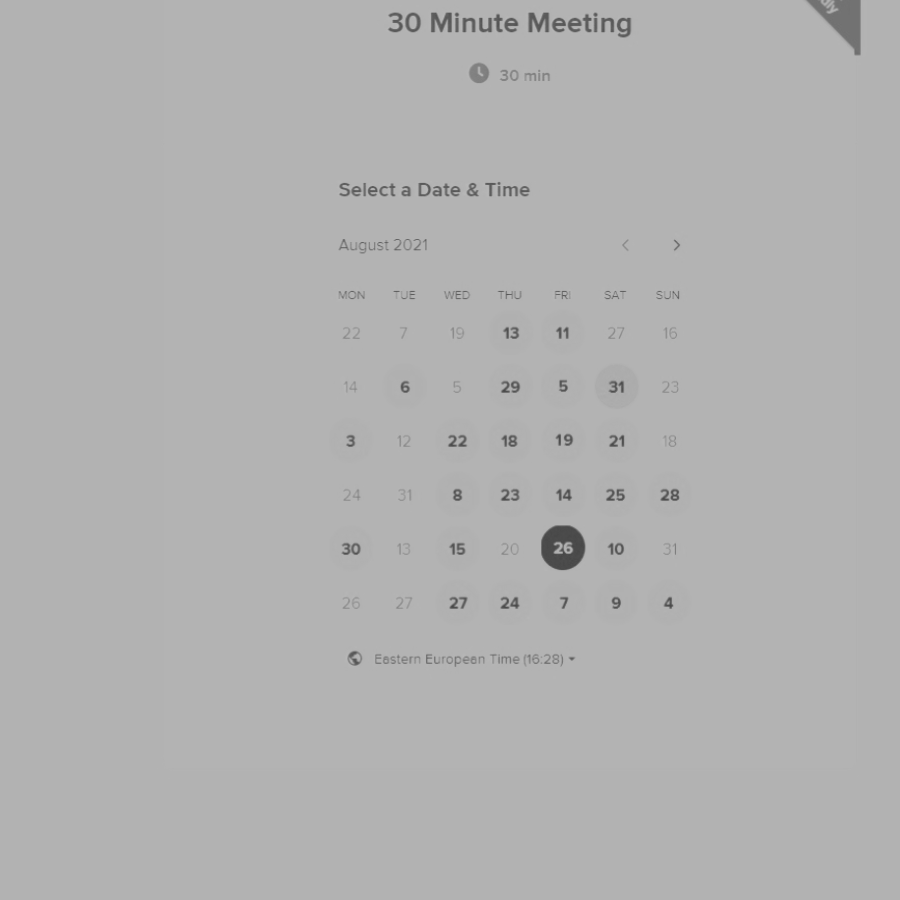 30 Minute Meeting
30 min
Select a Date & Time
August 2021
MON TUE WED THU FRI SAT SUN
22 7 19 13 11 27 16
14 6 5 29 5 31 23
3 12 22 18 19 21 18
24 31 8 23 14 25 28
30 13 15 20 26 10 31
26 27 27 24 7 9 4
Eastern European Time (16:28)